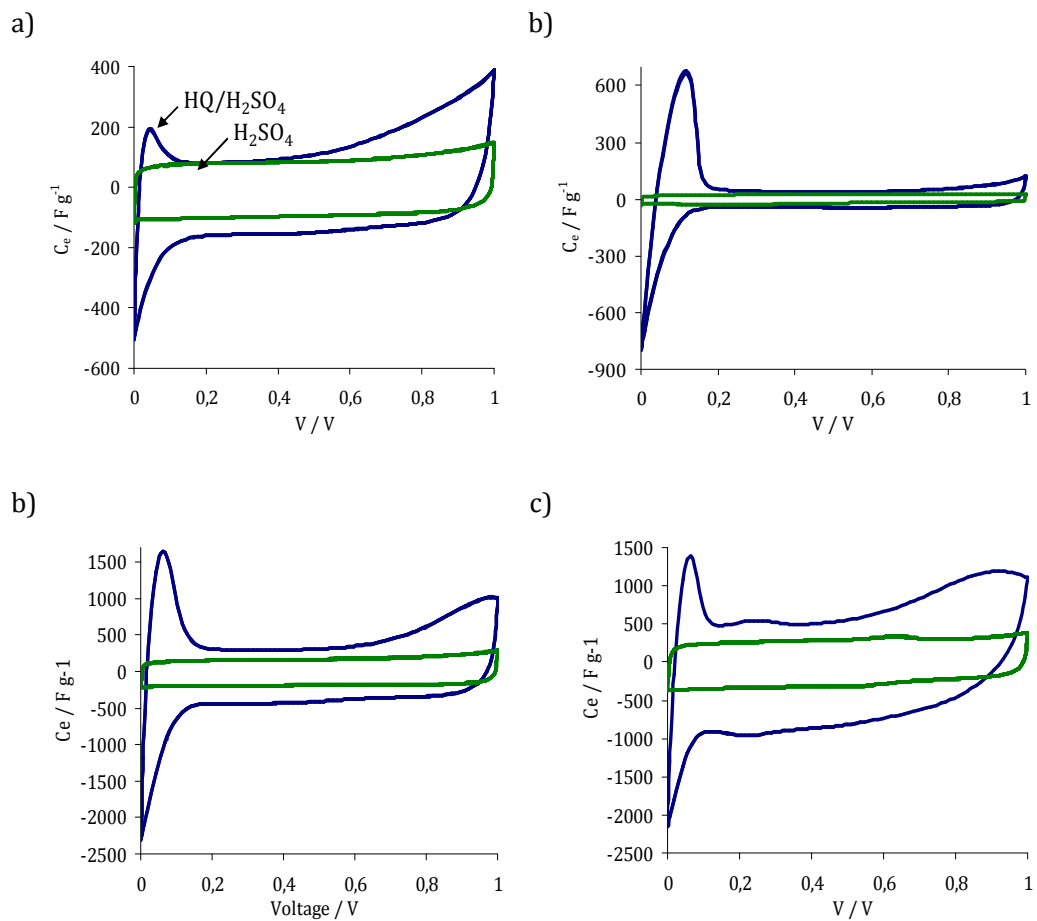 a)
400
200
0
-200
-400
-600
C_e / F g^-1
HQ/H₂SO₄
H₂SO₄
0 0,2 0,4 0,6 0,8 1
V / V
b)
600
300
0
-300
-600
-900
C_e / F g^-1
0 0,2 0,4 0,6 0,8 1
V / V
b)
1500
1000
500
0
-500
-1000
-1500
-2000
-2500
Ce / F g-1
0 0,2 0,4 0,6 0,8 1
Voltage / V
c)
1500
1000
500
0
-500
-1000
-1500
-2000
-2500
Ce / F g-1
0 0,2 0,4 0,6 0,8 1
V / V